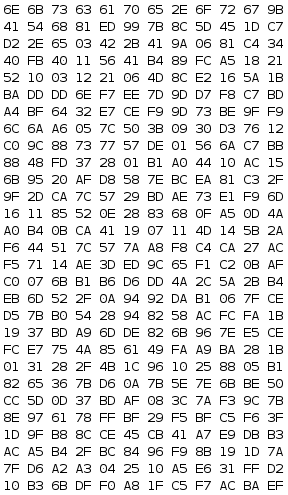 6E 6B 73 63 61 70 65 2E 6F 72 67 9B
41 54 68 81 ED 99 7B 8C 5D 45 1D C7
D2 2E 65 03 42 2B 41 9A 06 81 C4 34
40 FB 40 11 56 41 B4 89 FC A5 18 21
52 10 03 12 21 06 4D 8C E2 16 5A 1B
BA DD DD 6E F7 EE 7D 9D D7 F8 C7 BD
A4 BF 64 32 E7 CE F9 9D 73 BE 9F F9
6C 6A A6 05 7C 50 3B 09 30 D3 76 12
C0 9C 88 73 77 57 DE 01 56 6A C7 BB
88 48 FD 37 28 01 B1 A0 44 10 AC 15
6B 95 20 AF D8 58 7E BC EA 81 C3 2F
9F 2D CA 7C 57 29 BD AE 73 E1 F9 6D
16 11 85 52 0E 28 83 68 0F A5 0D 4A
A0 B4 0B CA 41 19 07 11 4D 14 5B 2A
F6 44 51 7C 57 7A A8 F8 C4 CA 27 AC
F5 71 14 AE 3D ED 9C 65 F1 C2 0B AF
C0 07 6B B1 B6 D6 DD 4A 2C 5A 2B B4
EB 6D 52 2F 0A 94 92 DA B1 06 7F CE
D5 7B B0 54 28 94 82 58 AC FC FA 1B
19 37 BD A9 6D DE 82 6B 96 7E E5 CE
FC E7 75 4A 85 61 49 FA A9 BA 28 1B
01 31 28 2F 4B 1C 96 10 25 88 05 B1
82 65 36 7B D6 0A 7B 5E 7E 6B BE 50
CC 5D 0D 37 BD AF 08 3C 7A F3 9C 7B
8E 97 61 78 FF BF 29 F5 BF C5 F6 3F
1D 9F B8 8C CE 45 CB 41 A7 E9 DB B3
AC A5 B4 2F BC 84 96 F9 8B 19 1D 7A
7F D6 A2 A3 04 25 10 A5 E6 31 FF D2
10 B3 6B DF F0 A8 1F C5 F7 AC BA EF